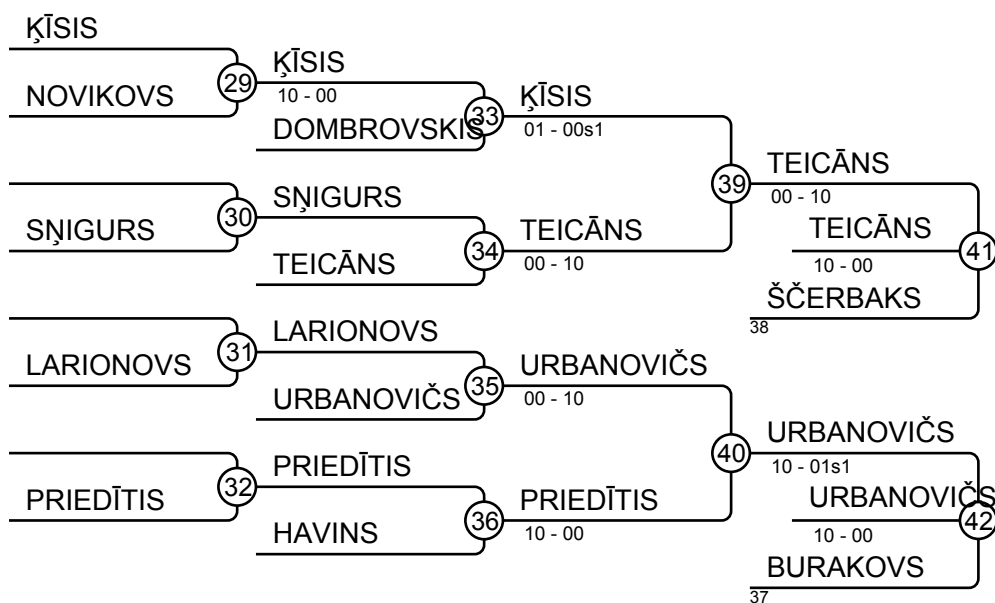 ĶĪSIS
NOVIKOVS
29
ĶĪSIS
10 - 00
DOMBROVSKIS
33
ĶĪSIS
01 - 00s1
SŅIGURS
30
SŅIGURS
TEICĀNS
34
TEICĀNS
00 - 10
39
TEICĀNS
00 - 10
TEICĀNS
10 - 00
41
ŠČERBAKS
38
LARIONOVS
31
LARIONOVS
URBANOVIČS
35
URBANOVIČS
00 - 10
PRIEDĪTIS
32
PRIEDĪTIS
HAVINS
36
PRIEDĪTIS
10 - 00
40
URBANOVIČS
10 - 01s1
URBANOVIČS
10 - 00
42
BURAKOVS
37